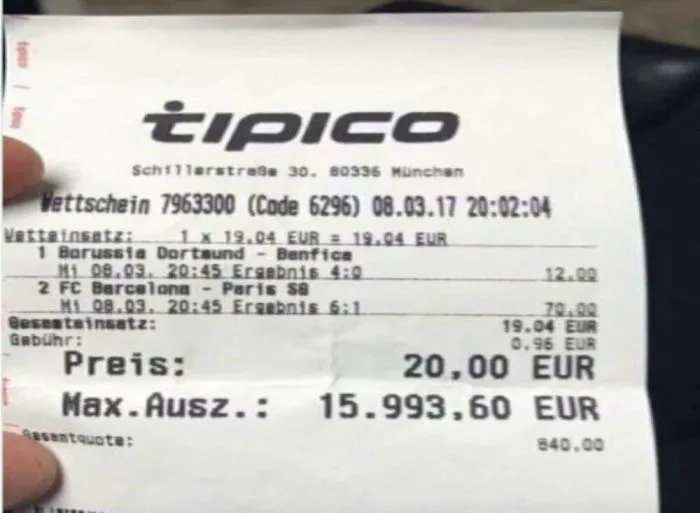 tipico
tipico
Schillerstraße 30. 80336 München
Wettschein 7963300 (Code 6296) 08.03.17 20:02:04
Wetteinsatz: 1 x 19.04 EUR = 19.04 EUR
1 Borussia Dortmund - Benfica
Mi 08.03. 20:45 Ergebnis 4:0 12.00
2 FC Barcelona - Paris SG
Mi 08.03. 20:45 Ergebnis 6:1 70.00
Gesamteinsatz: 19.04 EUR
Gebühr: 0.96 EUR
Preis: 20,00 EUR
Max.Ausz.: 15.993,60 EUR
Gesamtquote: 840.00